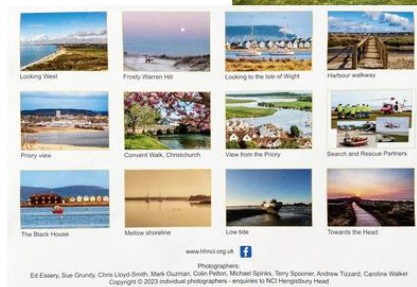 Looking West
Frosty Warren Hill
Looking to the Isle of Wight
Harbour walkway
Priory view
Convent Walk, Christchurch
View from the Priory
Search and Rescue Partners
The Black House
Mellow shoreline
Low tide
Towards the Head
www.hhnci.org.uk f
Photographers:
Ed Essery, Sue Grundy, Chris Lloyd-Smith, Mark Guzman, Colin Pelton, Michael Spinks, Terry Spooner, Andrew Tizzard, Caroline Walker
Copyright © 2023 individual photographers - enquiries to NCI Hengistbury Head